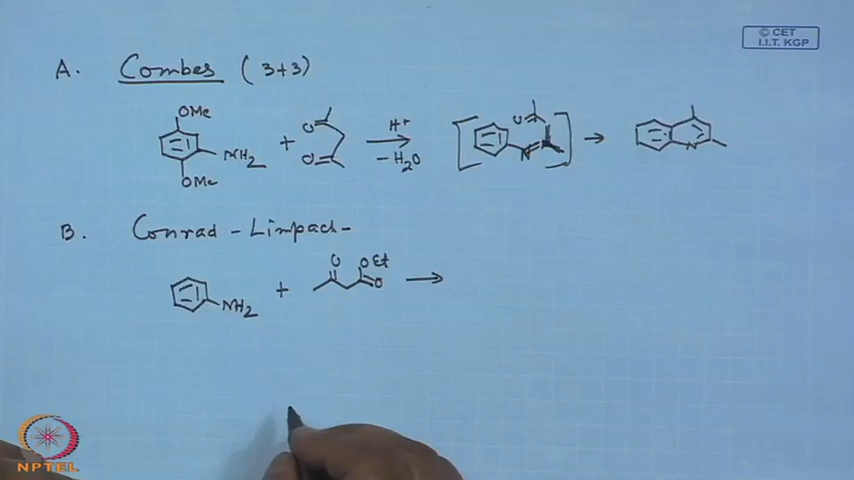 © CET
I.I.T. KGP
A. Combes (3+3)
OMe
NH2
OMe
+
O
O
H+
- H2O
O
N
N
B. Conrad - Limpach -
NH2
+
O
OEt
O
NPTEL